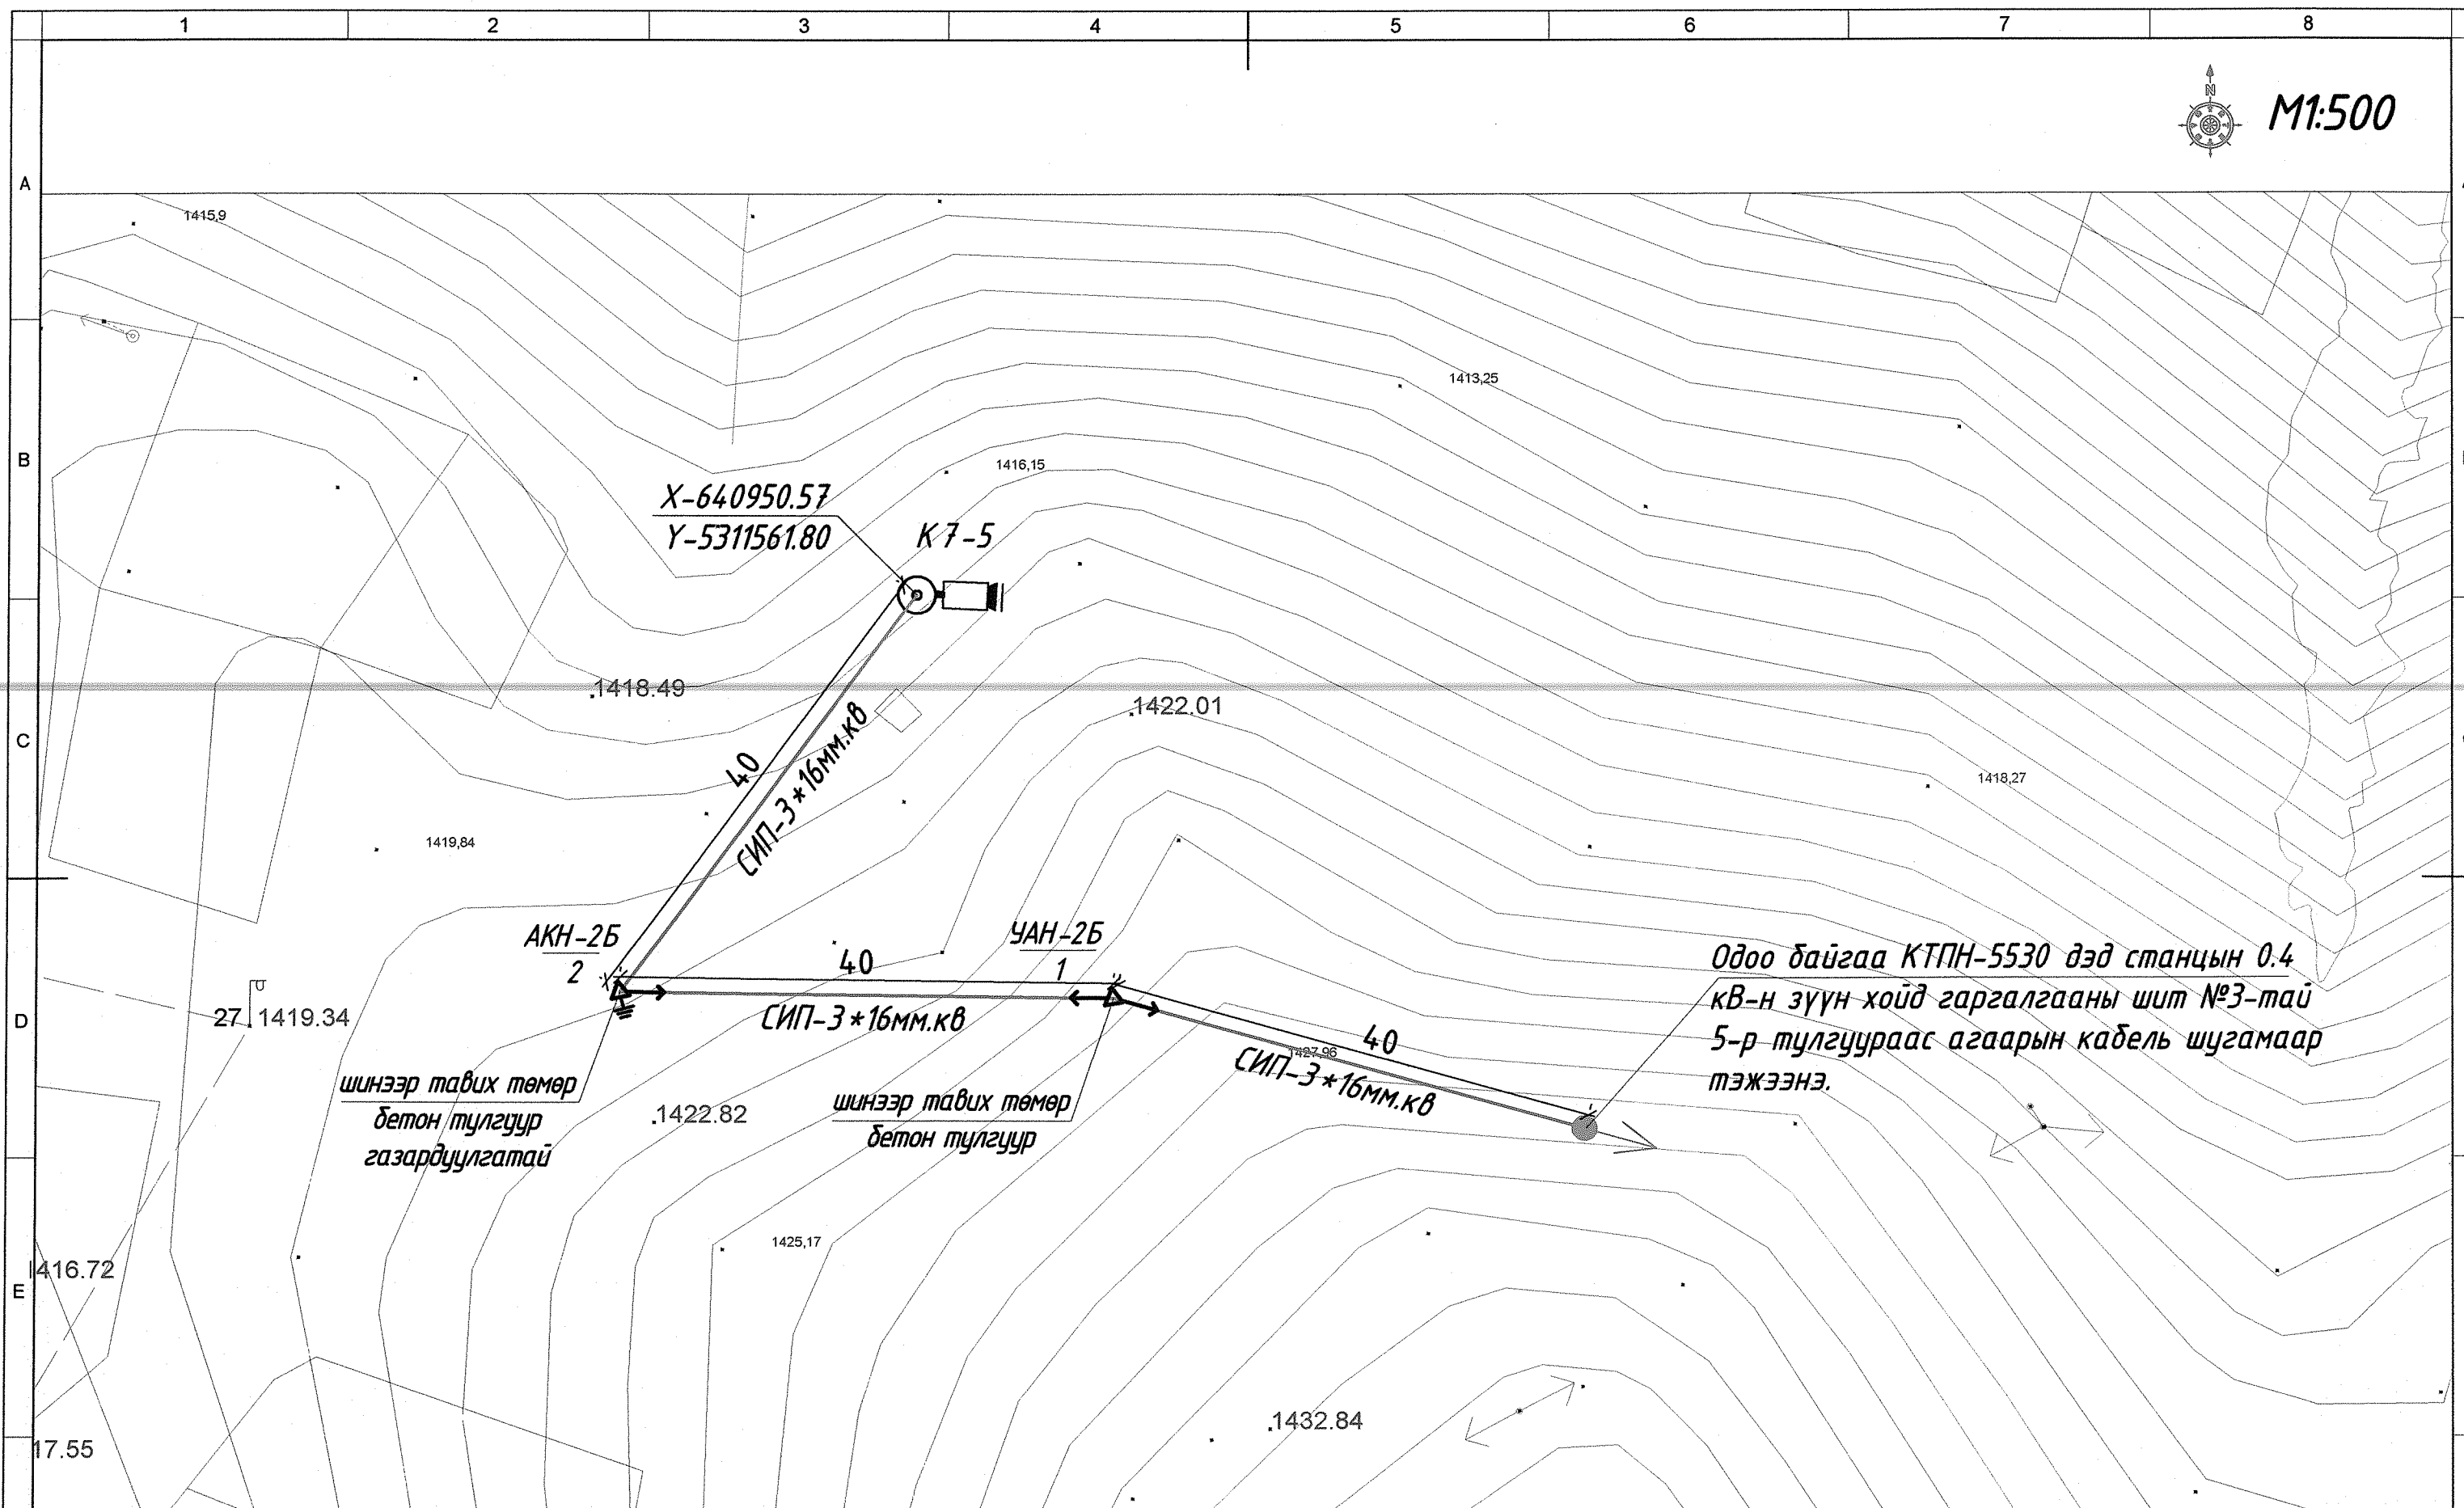 1 2 3 4 5 6 7 8
N
М1:500
A
1415,9
1413,25
B
1416,15
X-640950.57
Y-5311561.80
К 7-5
1418.49
1422.01
C
40
СИП-3*16мм.кв
1418,27
1419,84
АКН-2Б
2
40
УАН-2Б
1
СИП-3*16мм.кв
Одоо байгаа КТПН-5530 дэд станцын 0.4
кВ-н зүүн хойд гаргалгааны шит №3-тай
5-р тулгуураас агаарын кабель шугамаар
тэжээнэ.
D
27 1419.34
40
1427,96
СИП-3*16мм.кв
шинээр тавих төмөр
бетон тулгуур
газардуулгатай
1422.82
шинээр тавих төмөр
бетон тулгуур
1425,17
E
1416.72
1432.84
17.55